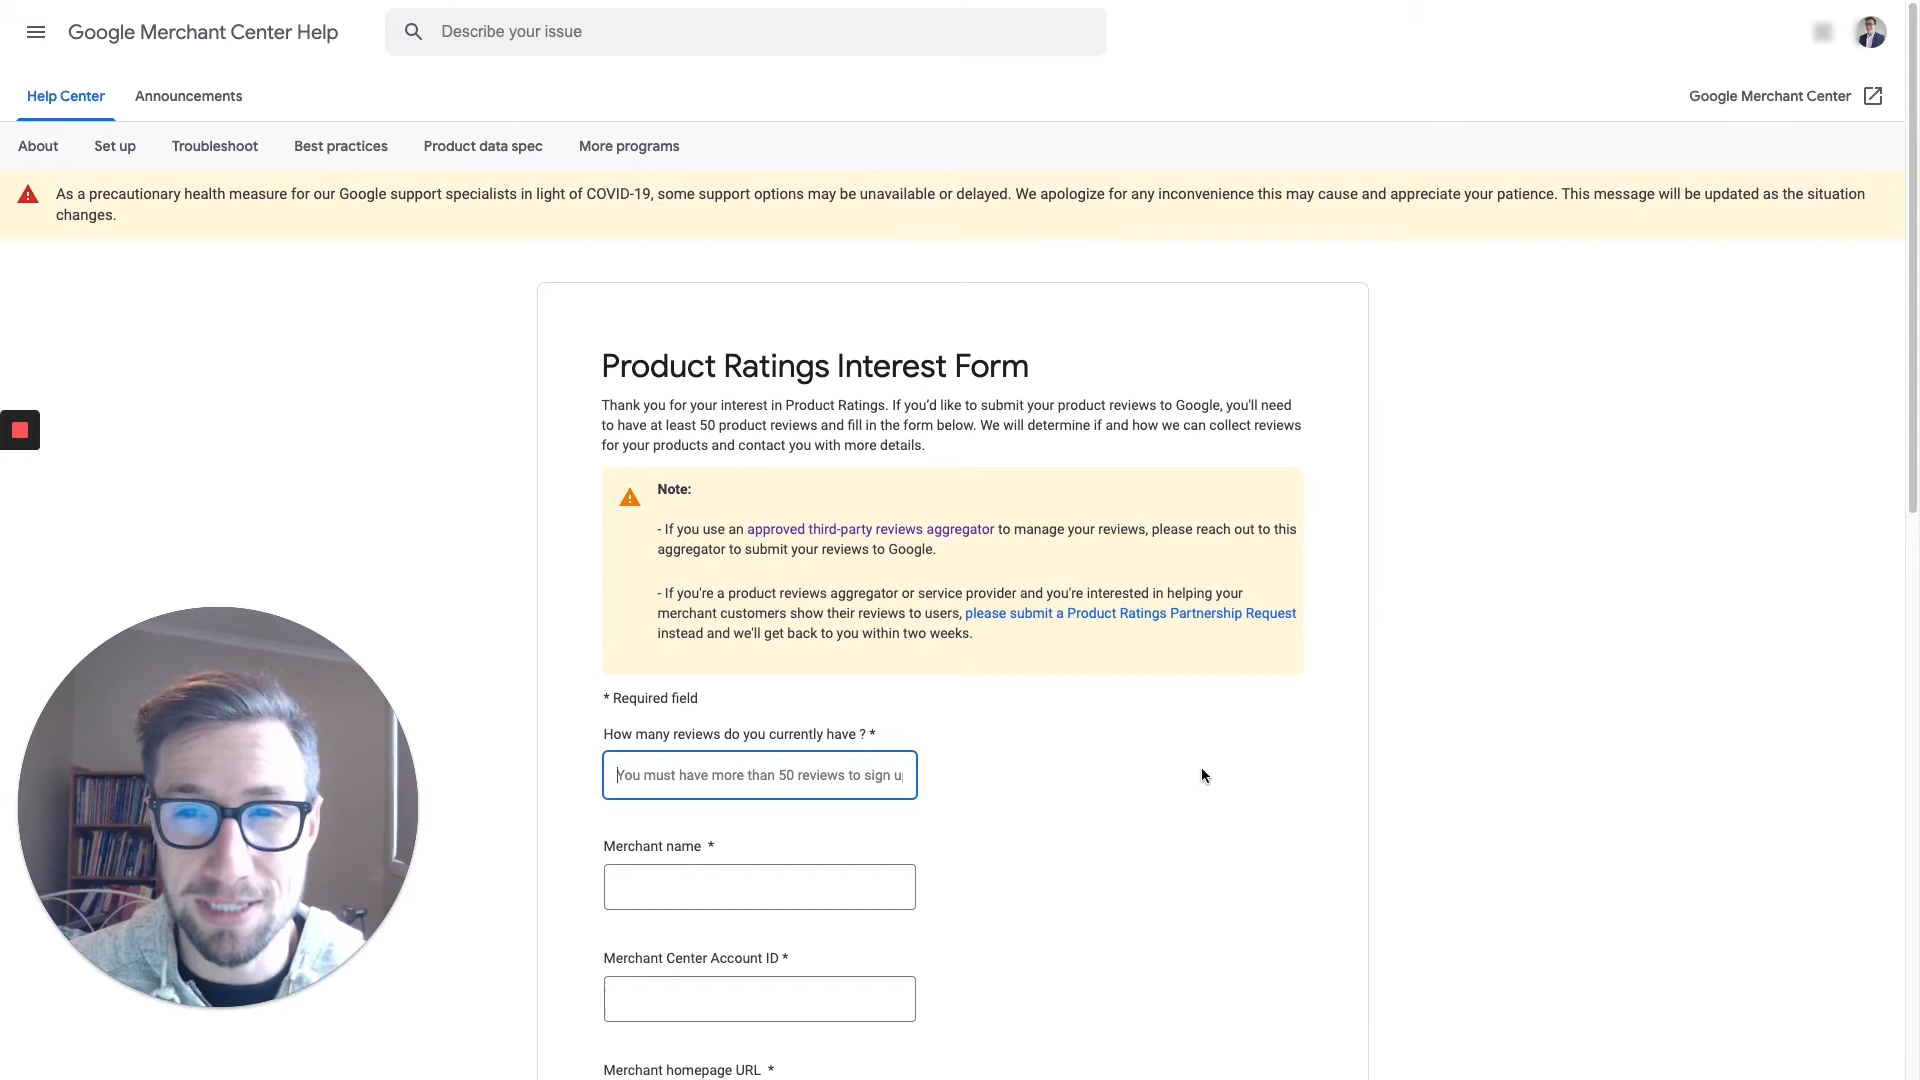 Google Merchant Center Help
Describe your issue
Help Center
Announcements
Google Merchant Center
About
Set up
Troubleshoot
Best practices
Product data spec
More programs
As a precautionary health measure for our Google support specialists in light of COVID-19, some support options may be unavailable or delayed. We apologize for any inconvenience this may cause and appreciate your patience. This message will be updated as the situation
changes.
Product Ratings Interest Form
Thank you for your interest in Product Ratings. If you’d like to submit your product reviews to Google, you'll need
to have at least 50 product reviews and fill in the form below. We will determine if and how we can collect reviews
for your products and contact you with more details.
Note:
- If you use an approved third-party reviews aggregator to manage your reviews, please reach out to this
aggregator to submit your reviews to Google.
- If you're a product reviews aggregator or service provider and you're interested in helping your
merchant customers show their reviews to users, please submit a Product Ratings Partnership Request
instead and we'll get back to you within two weeks.
* Required field
How many reviews do you currently have ? *
You must have more than 50 reviews to sign u
Merchant name *
Merchant Center Account ID *
Merchant homepage URL *